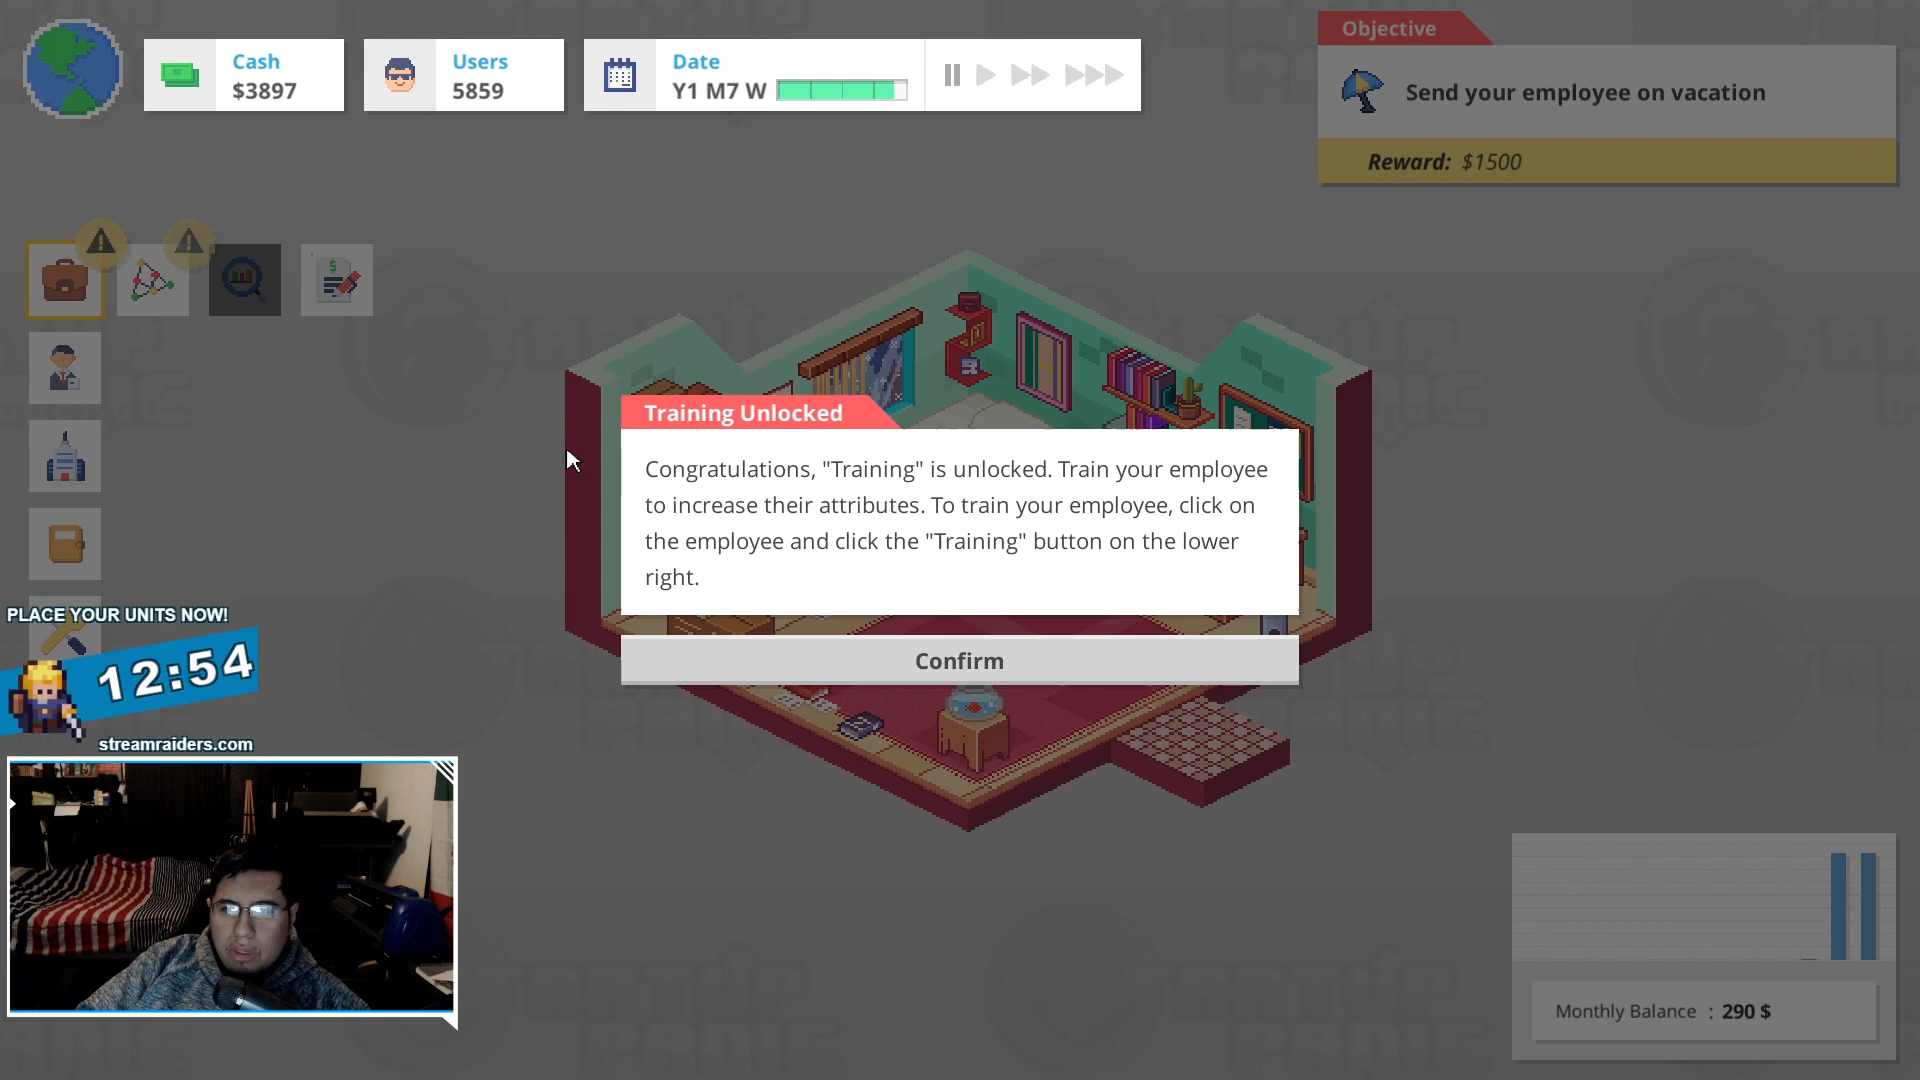 Cash
$3897
Users
5859
Date
Y1 M7 W
Objective
Send your employee on vacation
Reward: $1500
Training Unlocked
Congratulations, "Training" is unlocked. Train your employee
to increase their attributes. To train your employee, click on
the employee and click the "Training" button on the lower
right.
Confirm
PLACE YOUR UNITS NOW!
12:54
streamraiders.com
Monthly Balance : 290 $